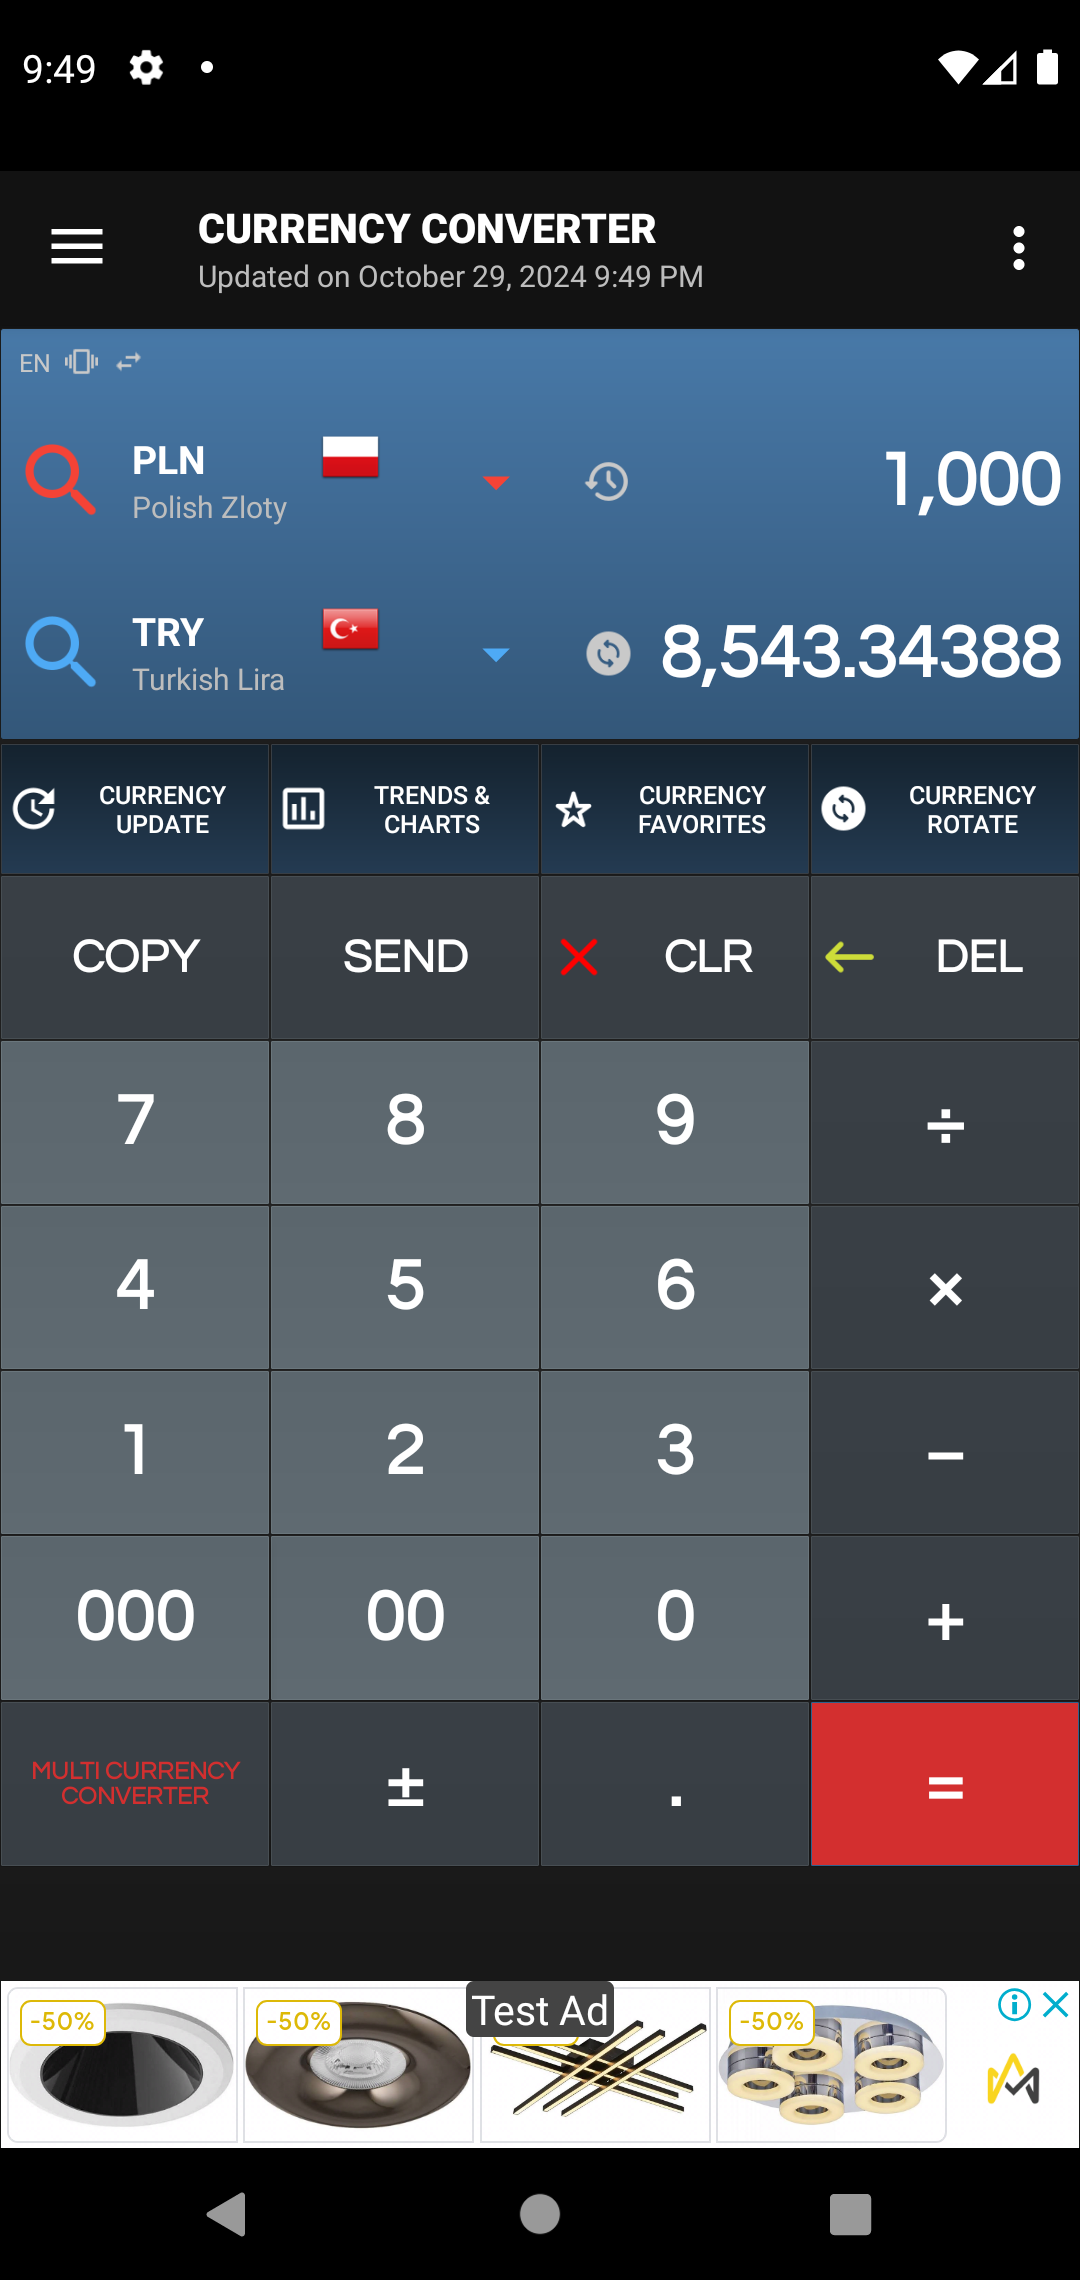 9:49
CURRENCY CONVERTER
Updated on October 29, 2024 9:49 PM
EN
PLN
Polish Zloty
1,000
TRY
Turkish Lira
8,543.34388
CURRENCY
UPDATE
TRENDS &
CHARTS
CURRENCY
FAVORITES
CURRENCY
ROTATE
COPY
SEND
CLR
DEL
7
8
9
÷
4
5
6
×
1
2
3
−
000
00
0
+
MULTI CURRENCY
CONVERTER
±
.
=
Test Ad
-50%
-50%
-50%